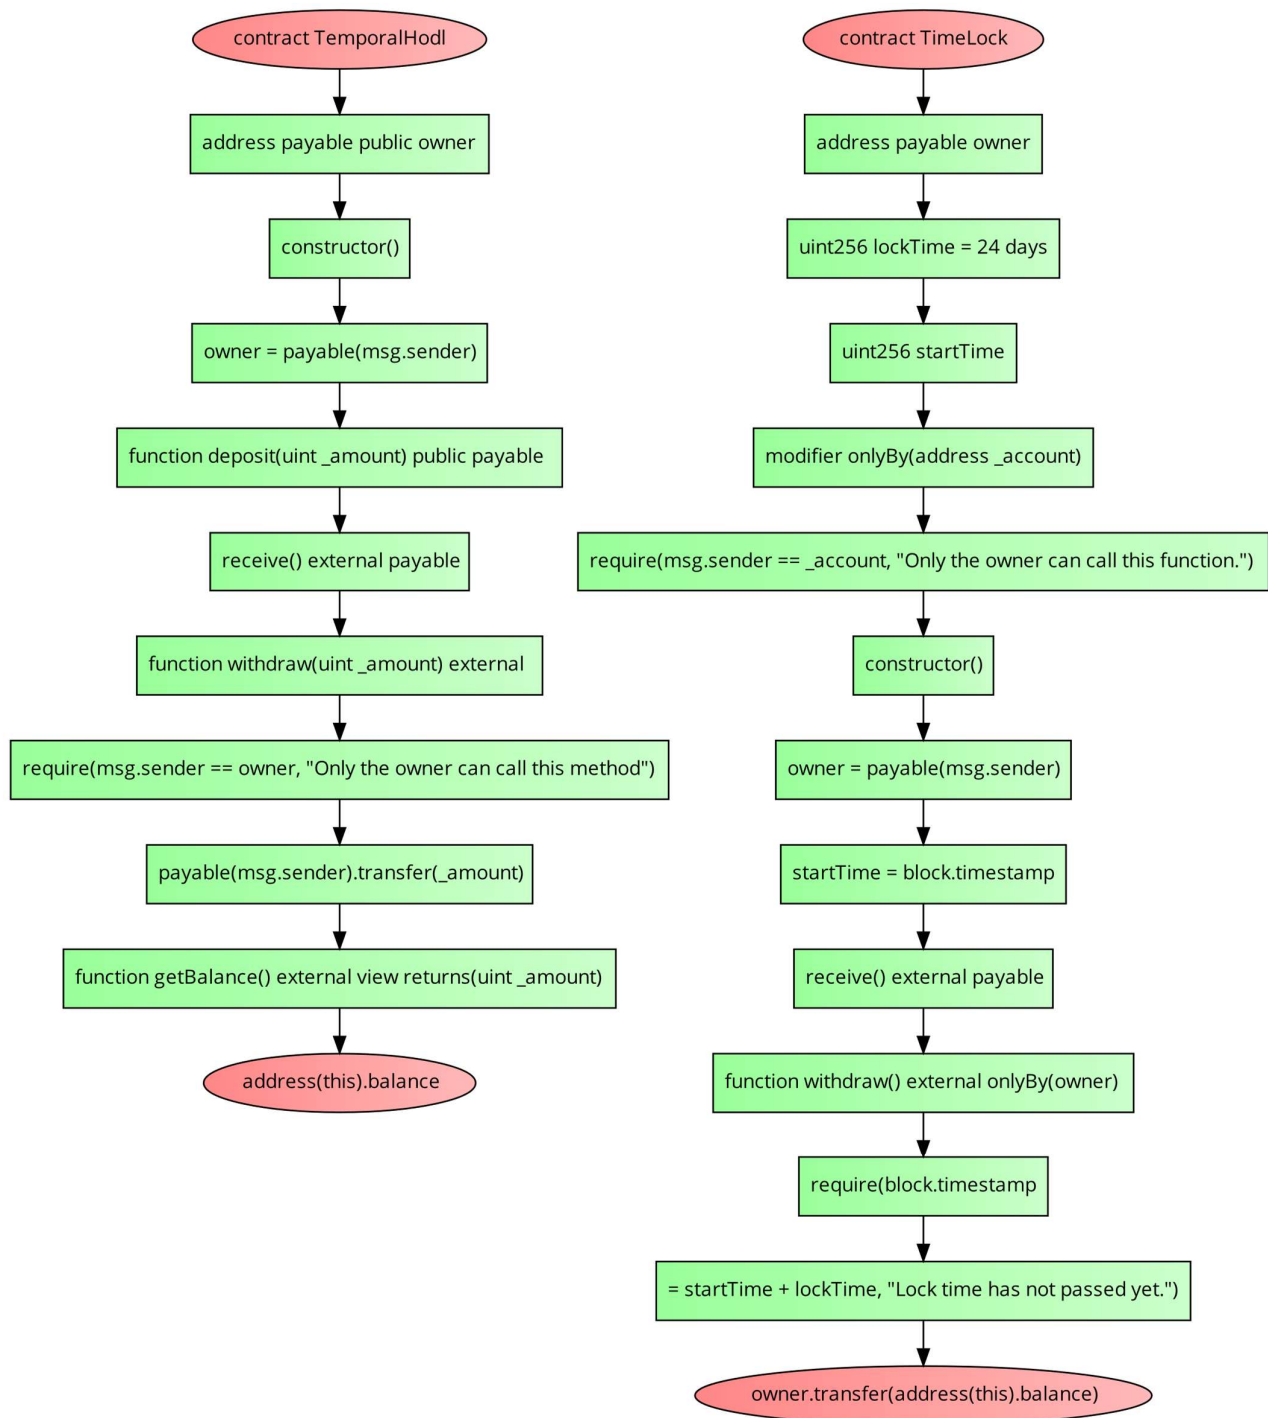 contract TemporalHodl
address payable public owner
constructor()
owner = payable(msg.sender)
function deposit(uint _amount) public payable
receive() external payable
function withdraw(uint _amount) external
require(msg.sender == owner, "Only the owner can call this method")
payable(msg.sender).transfer(_amount)
function getBalance() external view returns(uint _amount)
address(this).balance
contract TimeLock
address payable owner
uint256 lockTime = 24 days
uint256 startTime
modifier onlyBy(address _account)
require(msg.sender == _account, "Only the owner can call this function.")
constructor()
owner = payable(msg.sender)
startTime = block.timestamp
receive() external payable
function withdraw() external onlyBy(owner)
require(block.timestamp
= startTime + lockTime, "Lock time has not passed yet.")
owner.transfer(address(this).balance)